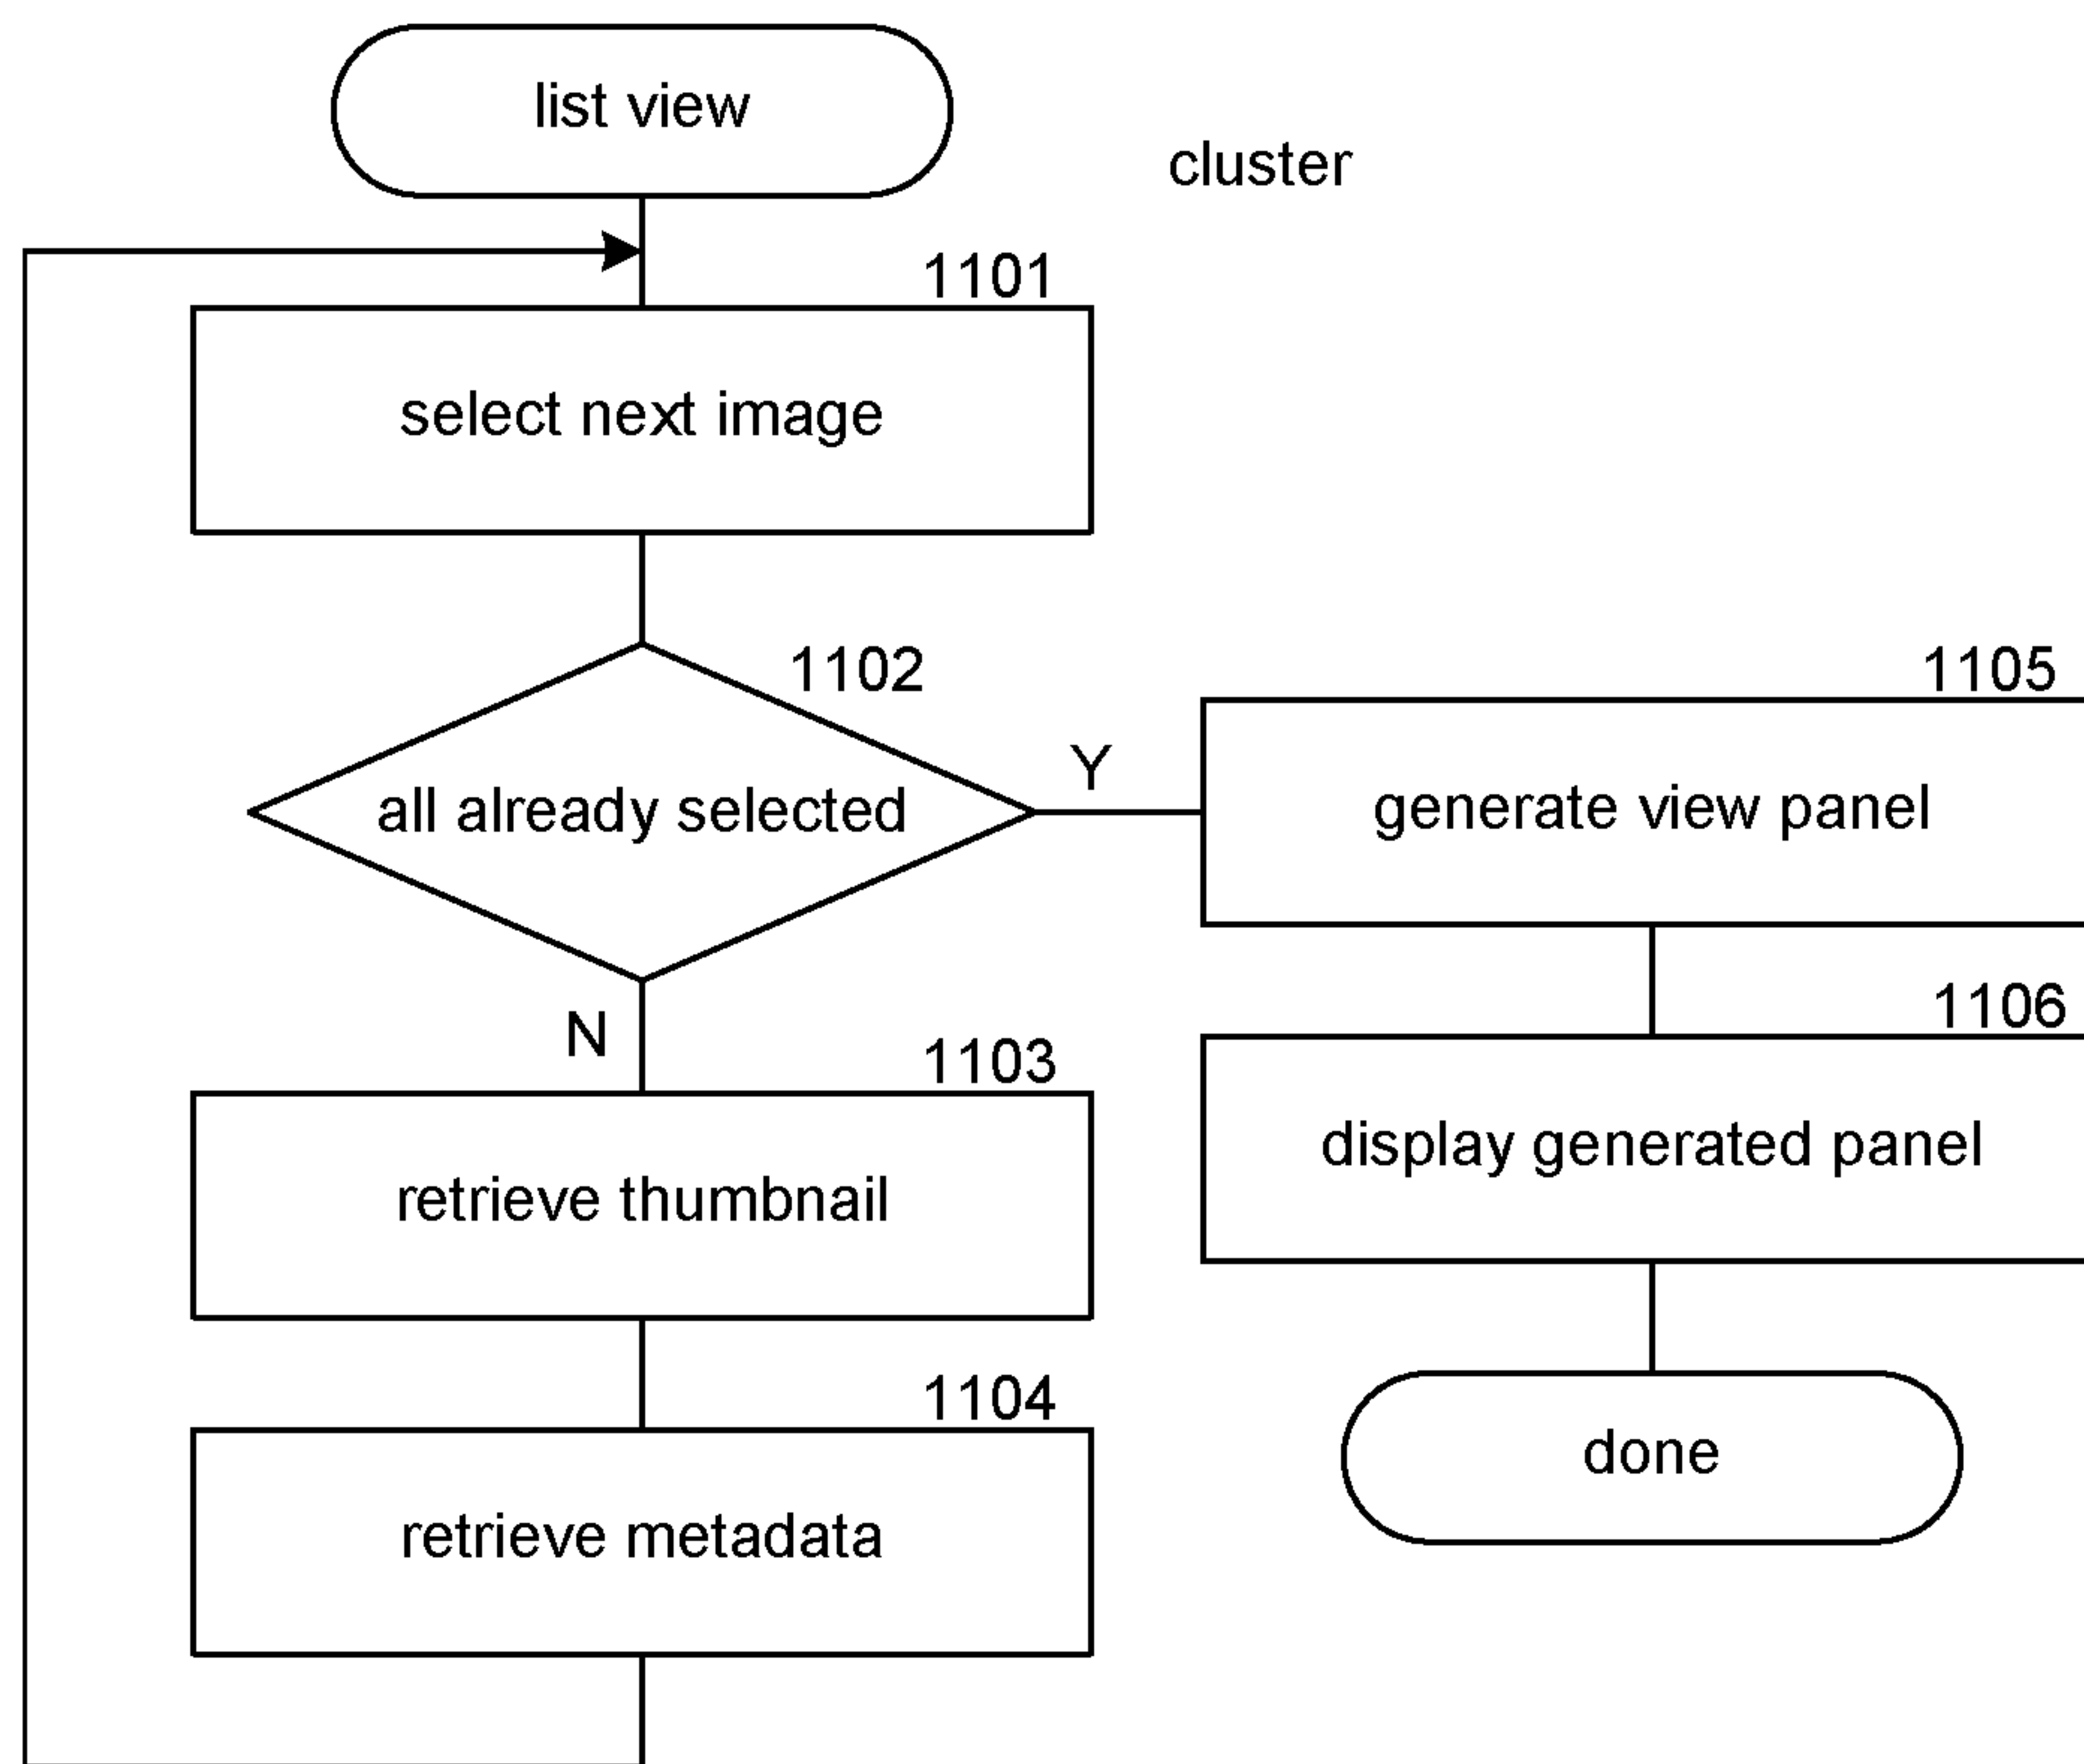 list view
cluster
1101
select next image
1102
all already selected
Y
N
1103
retrieve thumbnail
1104
retrieve metadata
1105
generate view panel
1106
display generated panel
done